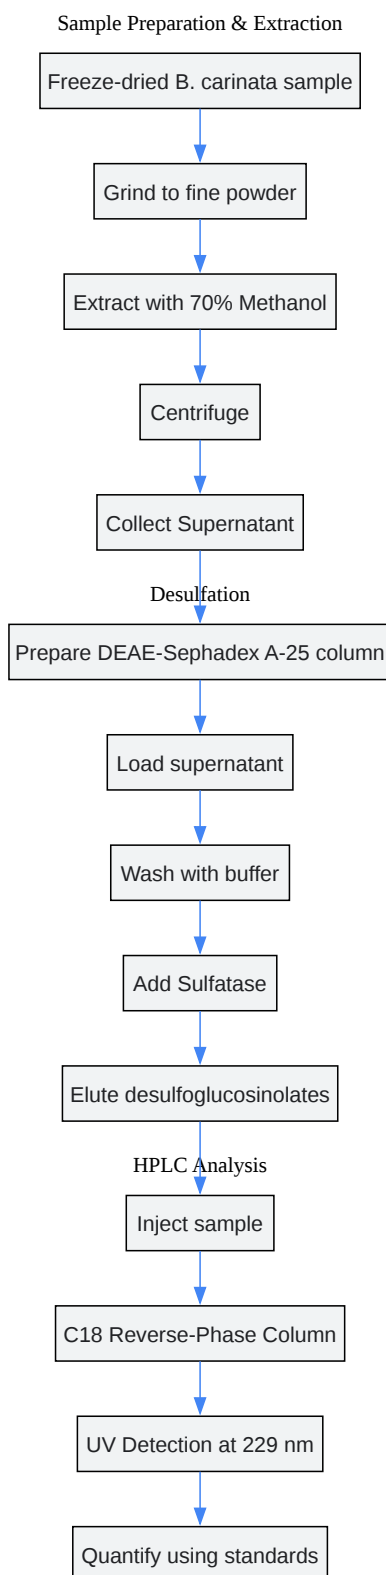 Sample Preparation & Extraction
Freeze-dried B. carinata sample
Grind to fine powder
Extract with 70% Methanol
Centrifuge
Collect Supernatant
Desulfation
Prepare DEAE-Sephadex A-25 column
Load supernatant
Wash with buffer
Add Sulfatase
Elute desulfoglucosinolates
HPLC Analysis
Inject sample
C18 Reverse-Phase Column
UV Detection at 229 nm
Quantify using standards